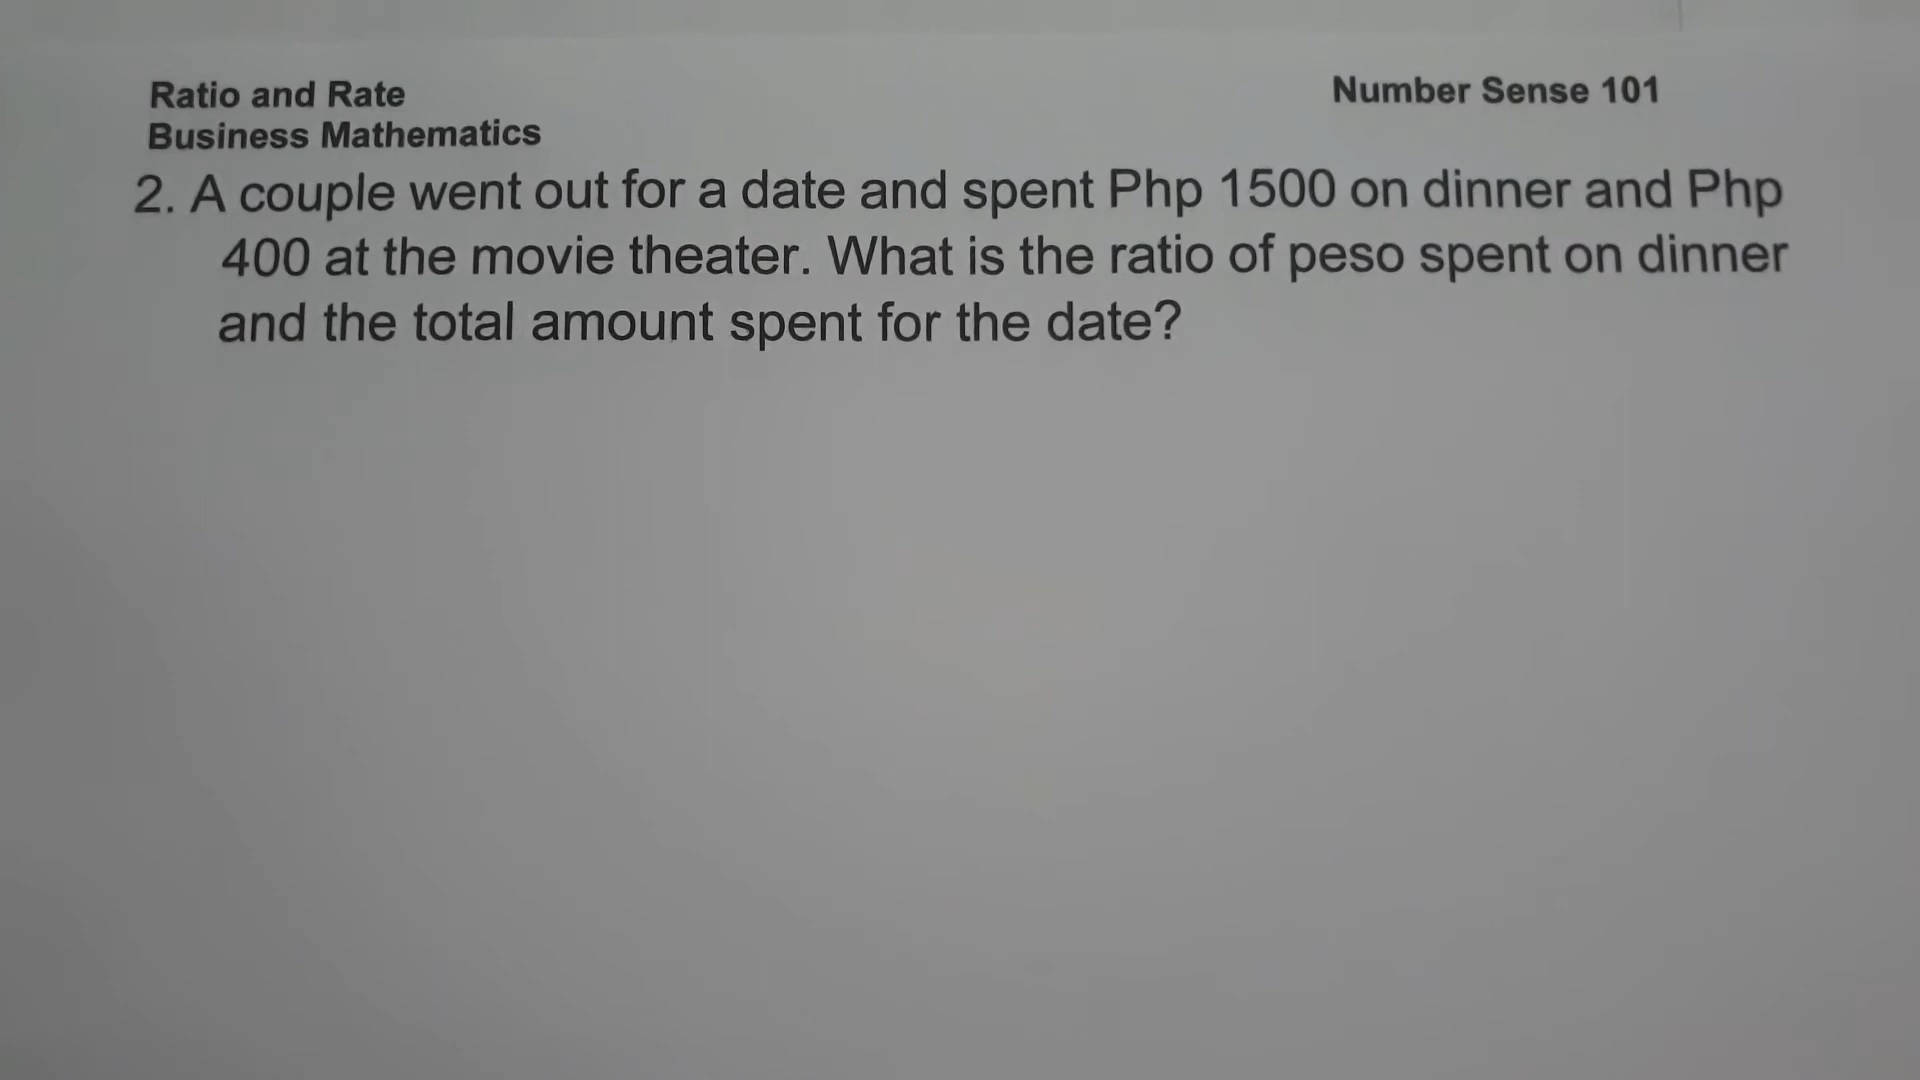 Ratio and Rate
Number Sense 101
Business Mathematics
2. A couple went out for a date and spent Php 1500 on dinner and Php
400 at the movie theater. What is the ratio of peso spent on dinner
and the total amount spent for the date?